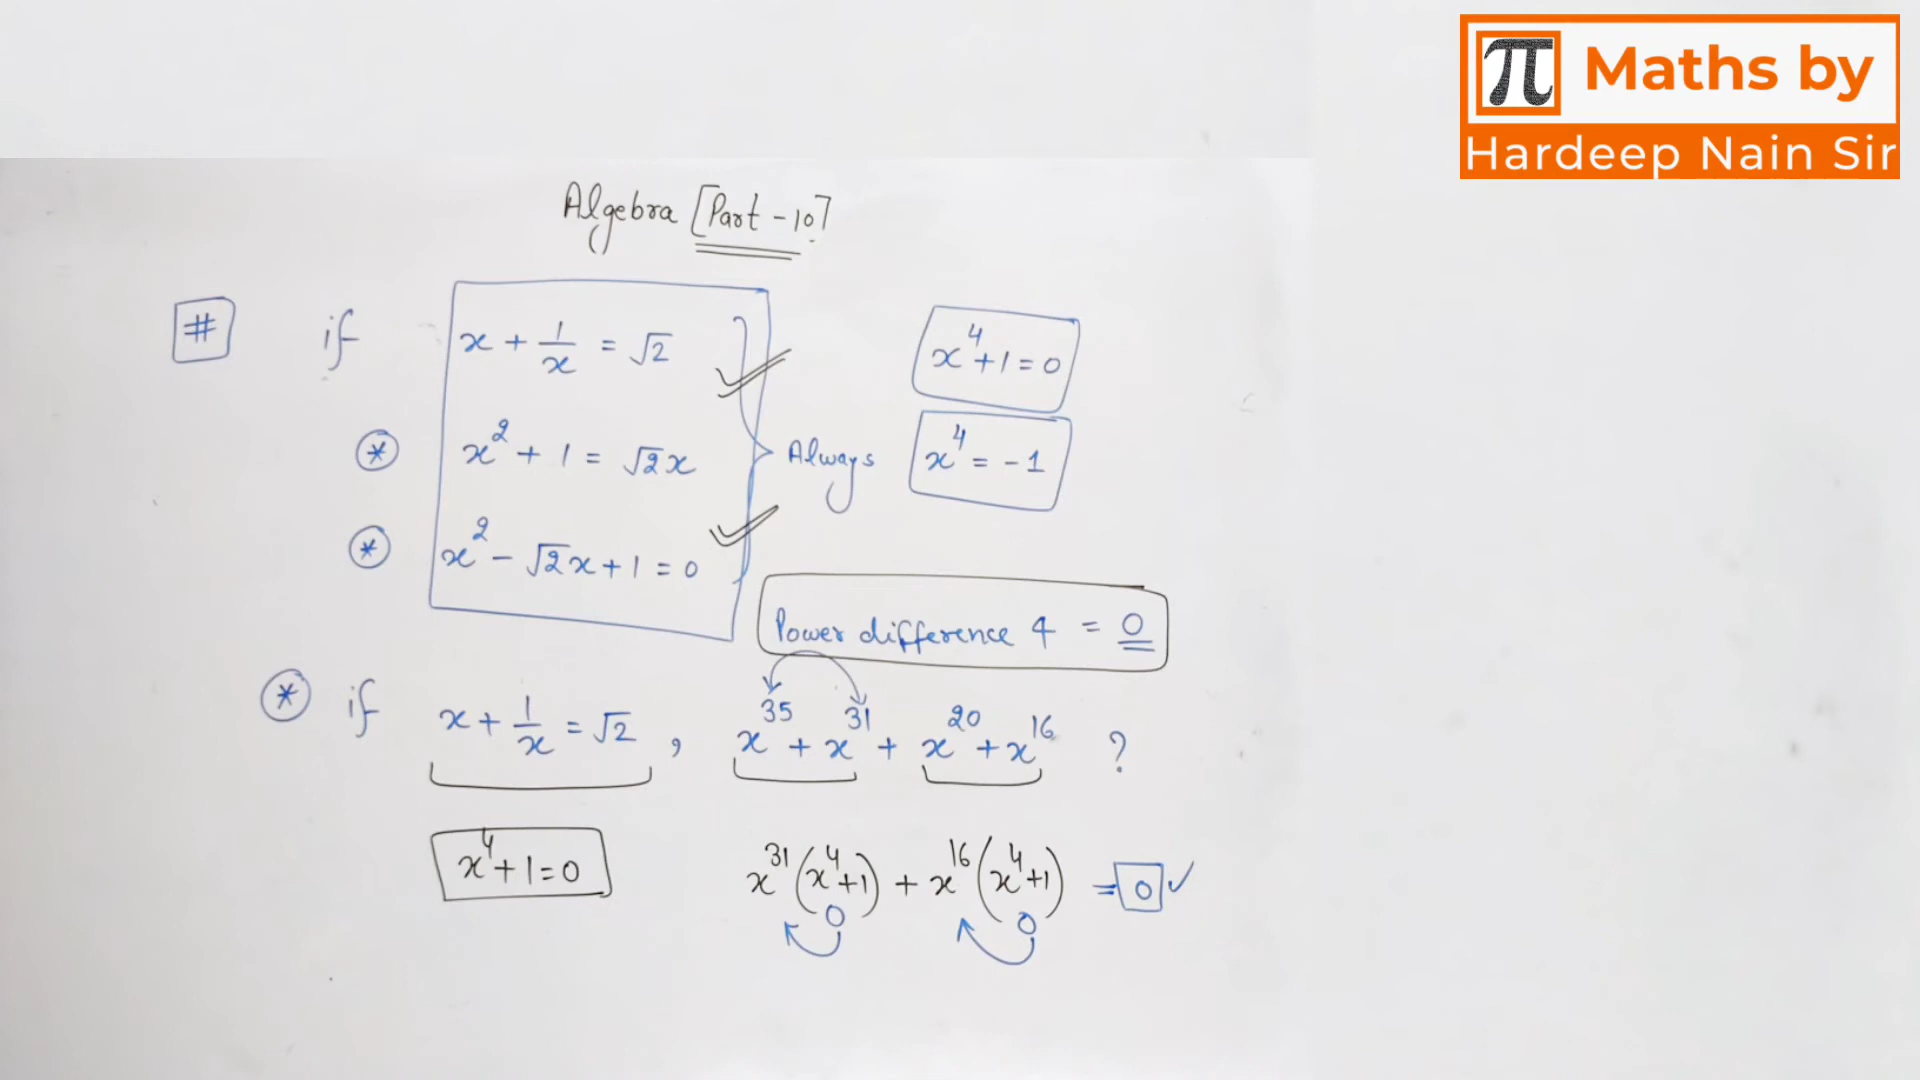 π Maths by
Hardeep Nain Sir
Algebra [Part - 10]
# if x + 1/x = √2
x⁴ + 1 = 0
* x² + 1 = √2x
Always x⁴ = -1
* x² - √2x + 1 = 0
Power difference 4 = 0
* if x + 1/x = √2 , x³⁵ + x³¹ + x²⁰ + x¹⁶ ?
x⁴ + 1 = 0
x³¹(x⁴+1) + x¹⁶(x⁴+1) = 0 ✓
0 0